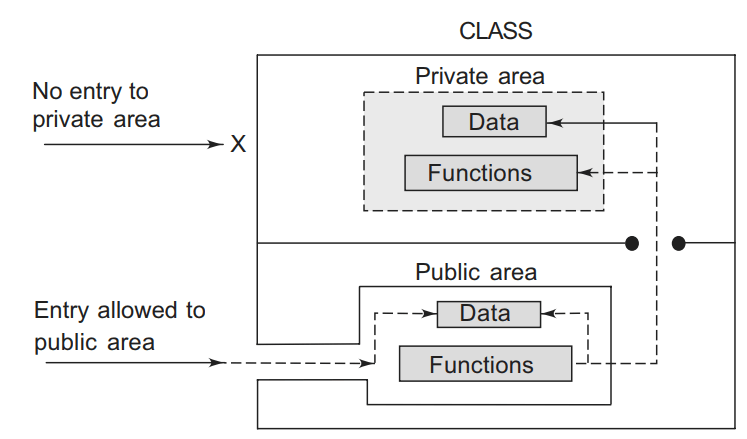 CLASS
Private area
No entry to
private area
X
Data
Functions
Public area
Entry allowed to
public area
Data
Functions